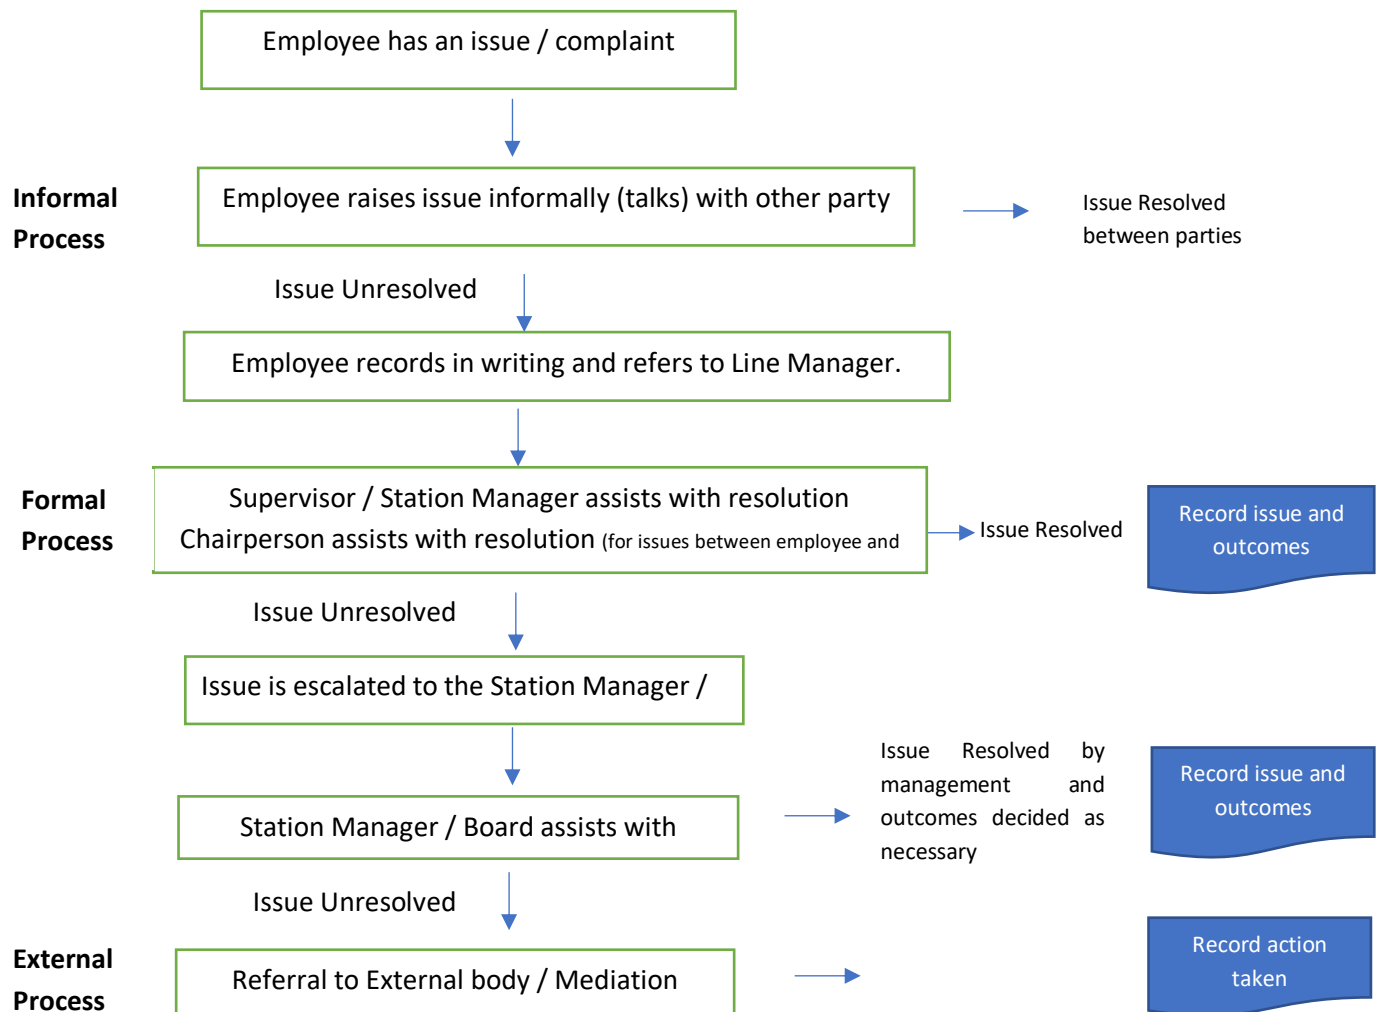 Employee has an issue / complaint
Informal
Process
Employee raises issue informally (talks) with other party
Issue Resolved
between parties
Issue Unresolved
Employee records in writing and refers to Line Manager.
Formal
Process
Supervisor / Station Manager assists with resolution
Chairperson assists with resolution (for issues between employee and
Issue Resolved
Record issue and
outcomes
Issue Unresolved
Issue is escalated to the Station Manager /
Station Manager / Board assists with
Issue Resolved by
management and
outcomes decided as
necessary
Record issue and
outcomes
Issue Unresolved
External
Process
Referral to External body / Mediation
Record action
taken